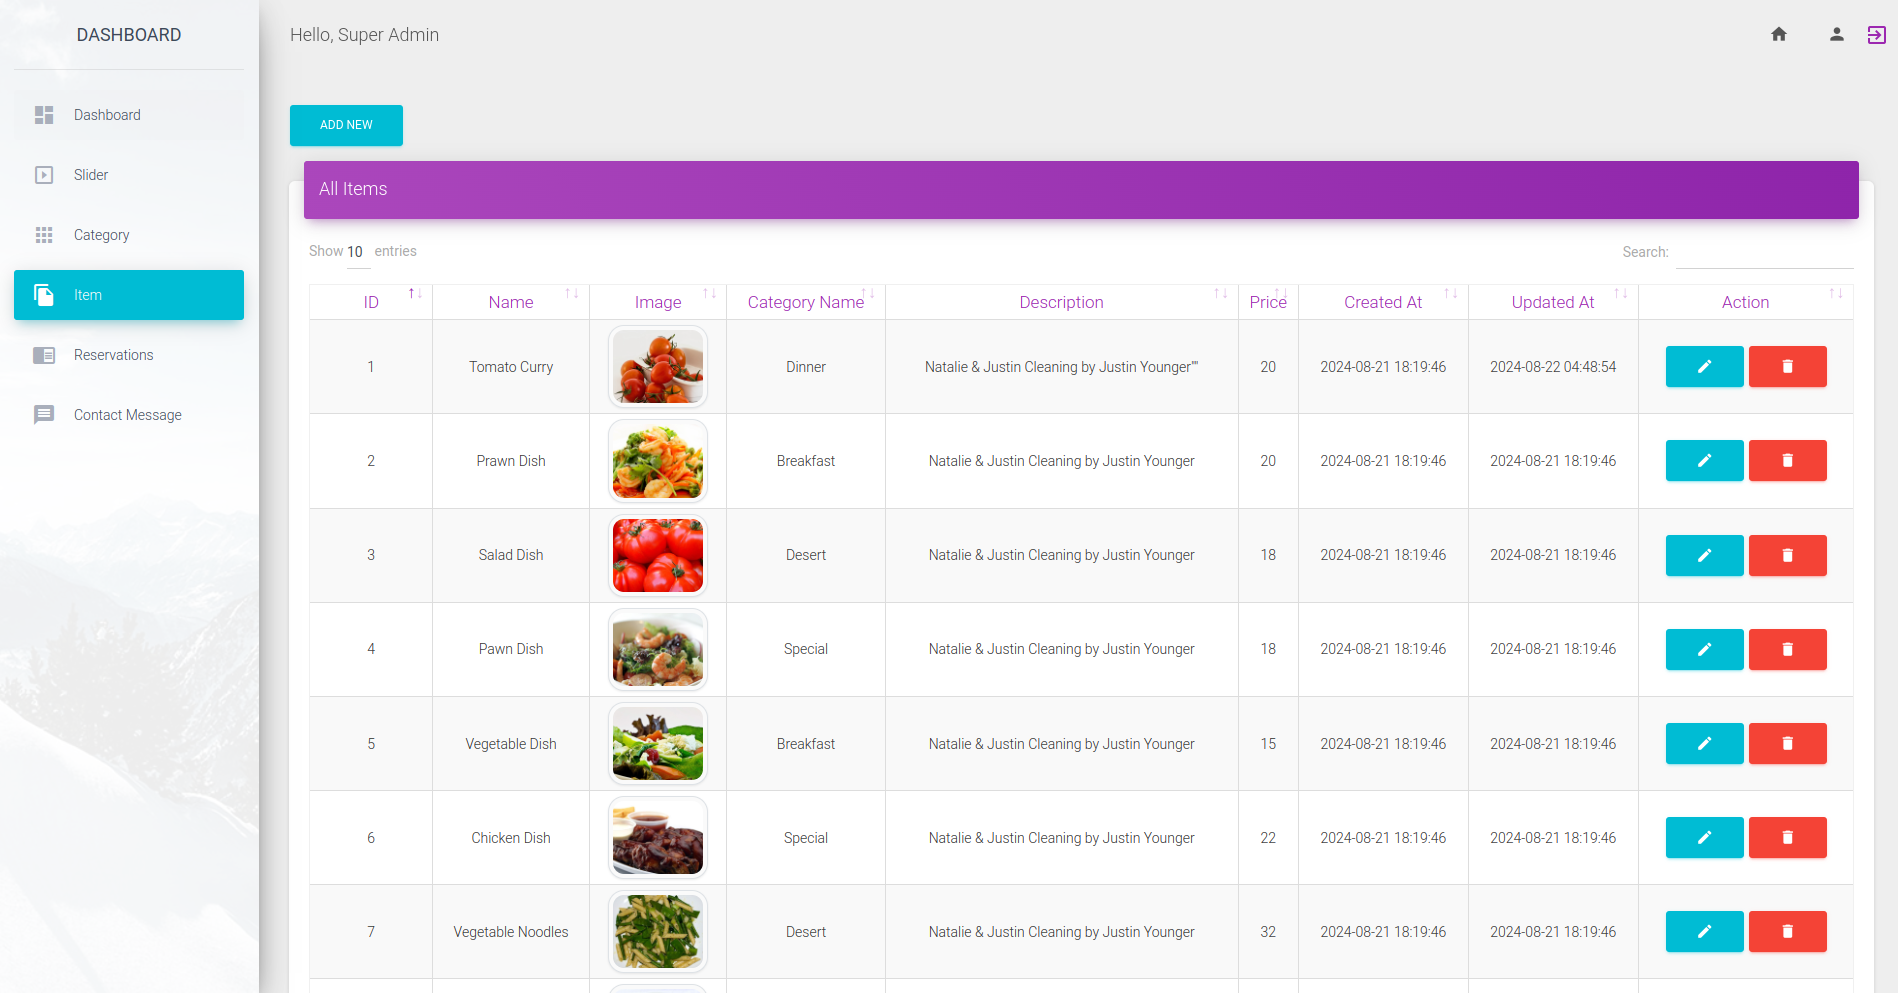 DASHBOARD
Hello, Super Admin
Dashboard
Slider
Category
Item
Reservations
Contact Message
ADD NEW
All Items
Show 10 entries
Search:
ID Name Image Category Name Description Price Created At Updated At Action
1 Tomato Curry Dinner Natalie & Justin Cleaning by Justin Younger"" 20 2024-08-21 18:19:46 2024-08-22 04:48:54
2 Prawn Dish Breakfast Natalie & Justin Cleaning by Justin Younger 20 2024-08-21 18:19:46 2024-08-21 18:19:46
3 Salad Dish Desert Natalie & Justin Cleaning by Justin Younger 18 2024-08-21 18:19:46 2024-08-21 18:19:46
4 Pawn Dish Special Natalie & Justin Cleaning by Justin Younger 18 2024-08-21 18:19:46 2024-08-21 18:19:46
5 Vegetable Dish Breakfast Natalie & Justin Cleaning by Justin Younger 15 2024-08-21 18:19:46 2024-08-21 18:19:46
6 Chicken Dish Special Natalie & Justin Cleaning by Justin Younger 22 2024-08-21 18:19:46 2024-08-21 18:19:46
7 Vegetable Noodles Desert Natalie & Justin Cleaning by Justin Younger 32 2024-08-21 18:19:46 2024-08-21 18:19:46